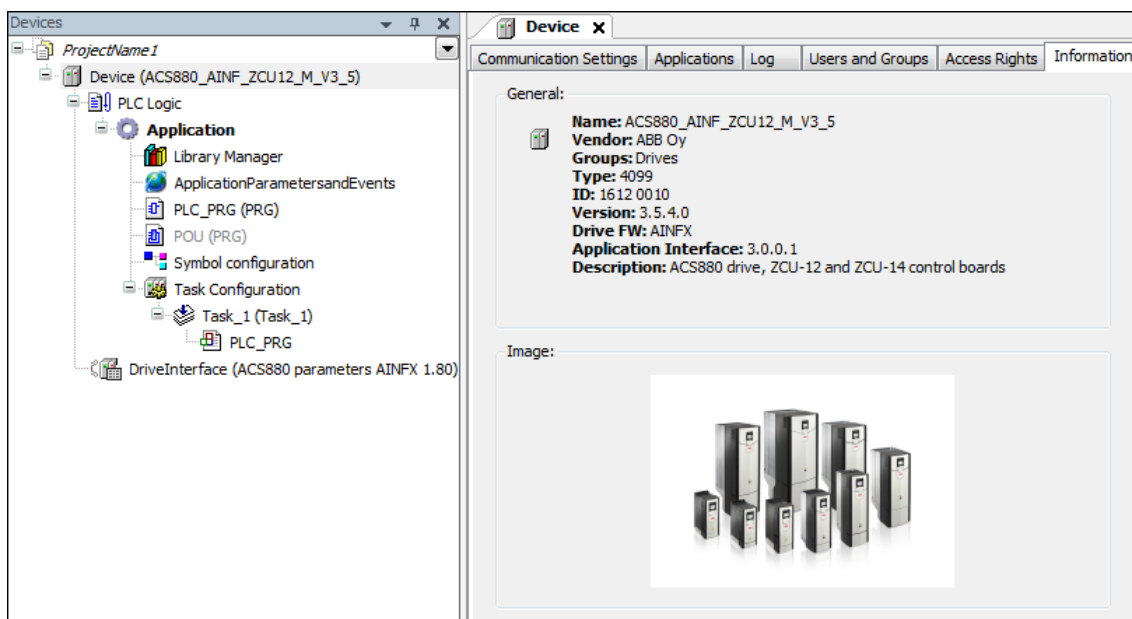 Devices
ProjectName1
Device (ACS880_AINF_ZCU12_M_V3_5)
PLC Logic
Application
Library Manager
ApplicationParametersandEvents
PLC_PRG (PRG)
POU (PRG)
Symbol configuration
Task Configuration
Task_1 (Task_1)
PLC_PRG
DriveInterface (ACS880 parameters AINFX 1.80)
Device
Communication Settings
Applications
Log
Users and Groups
Access Rights
Information
General:
Name: ACS880_AINF_ZCU12_M_V3_5
Vendor: ABB Oy
Groups: Drives
Type: 4099
ID: 1612 0010
Version: 3.5.4.0
Drive FW: AINFX
Application Interface: 3.0.0.1
Description: ACS880 drive, ZCU-12 and ZCU-14 control boards
Image: